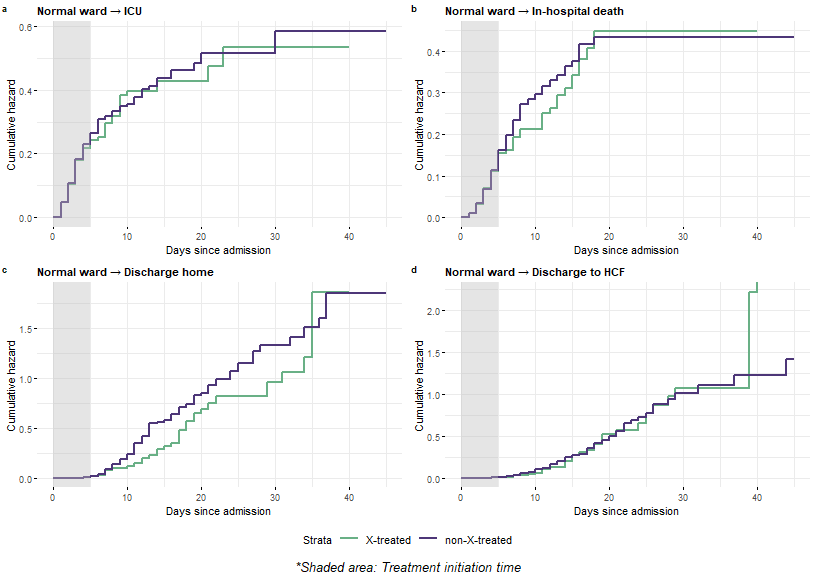 a Normal ward → ICU
Cumulative hazard
0.6
0.4
0.2
0.0
0 10 20 30 40
Days since admission
b Normal ward → In-hospital death
Cumulative hazard
0.4
0.3
0.2
0.1
0.0
0 10 20 30 40
Days since admission
c Normal ward → Discharge home
Cumulative hazard
1.5
1.0
0.5
0.0
0 10 20 30 40
Days since admission
d Normal ward → Discharge to HCF
Cumulative hazard
2.0
1.5
1.0
0.5
0.0
0 10 20 30 40
Days since admission
Strata X-treated non-X-treated
*Shaded area: Treatment initiation time